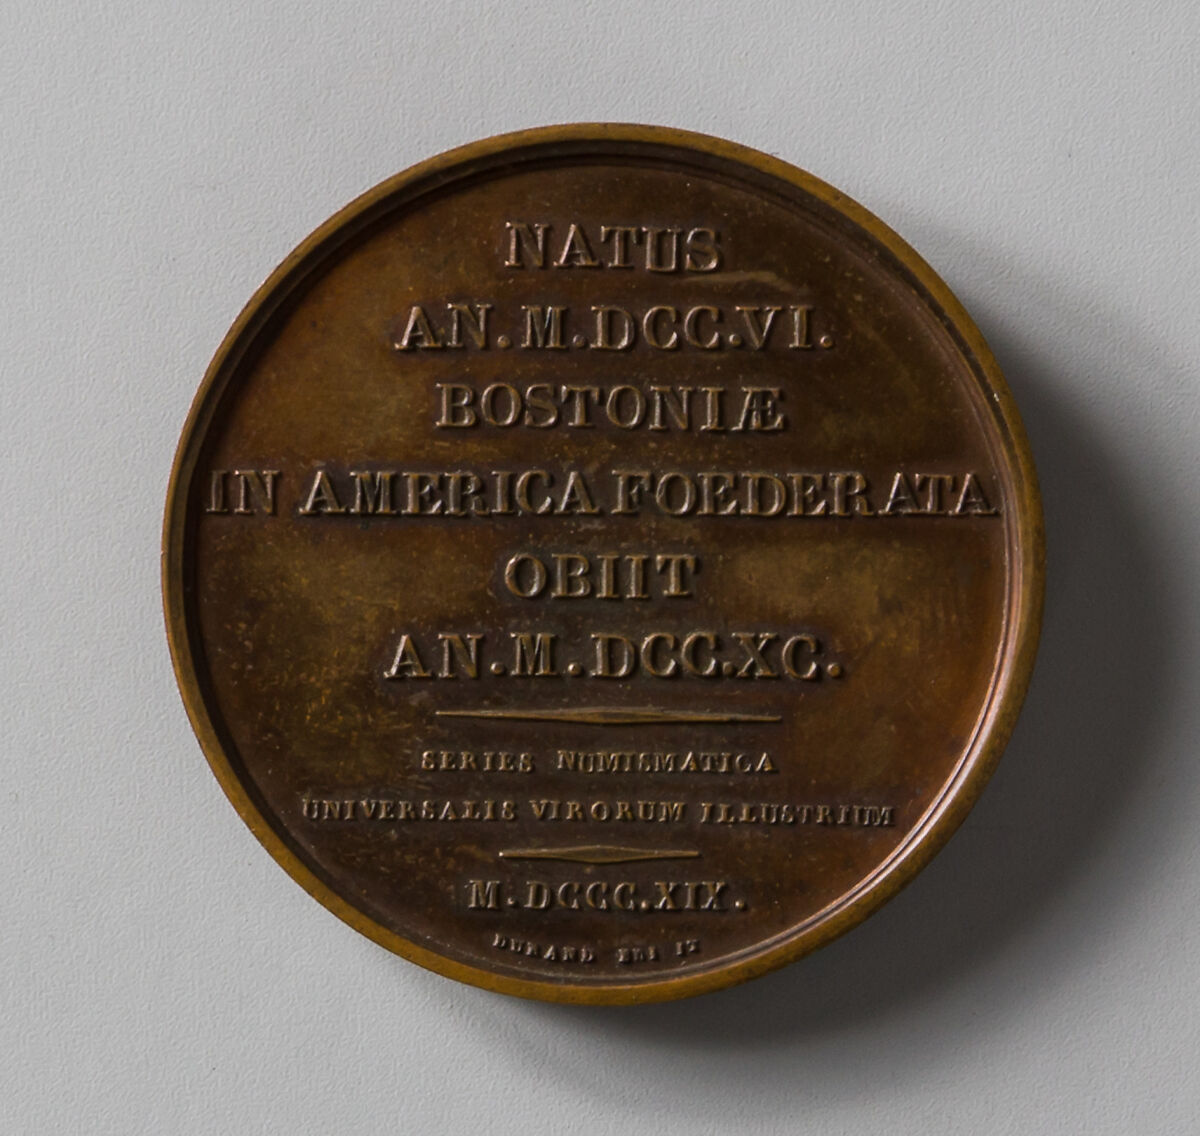 NATUS
AN.M.DCC.VI.
BOSTONIÆ
IN AMERICA FOEDERATA
OBIIT
AN.M.DCC.XC.
SERIES NUMISMATICA
UNIVERSALIS VIRORUM ILLUSTRIUM
M.DCCC.XIX.
DURAND